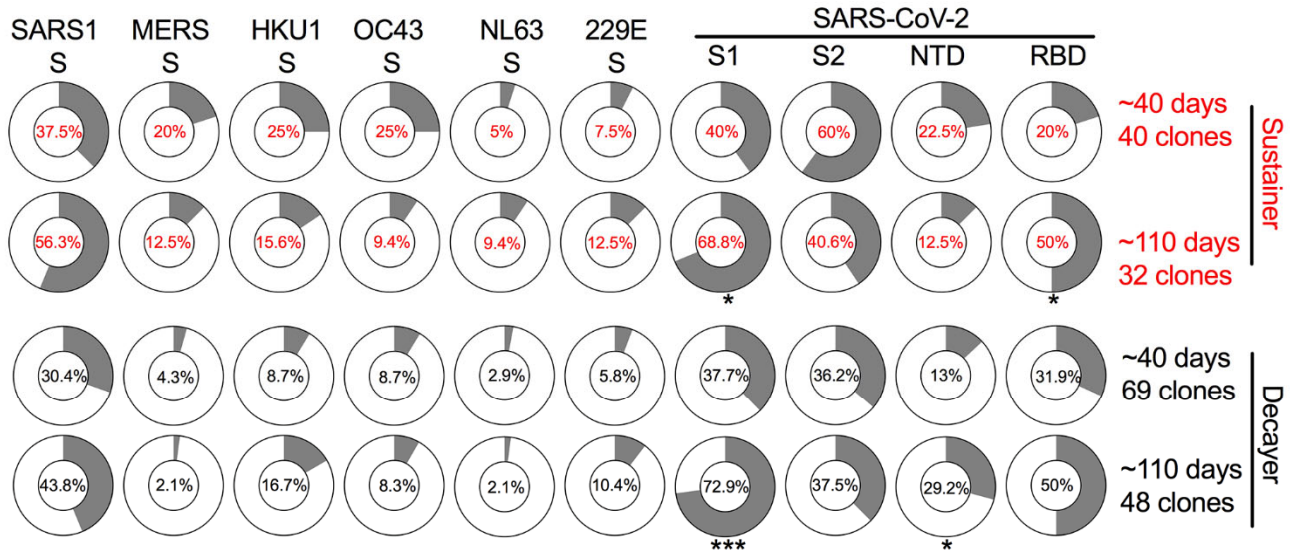 SARS-CoV-2
SARS1 MERS HKU1 OC43 NL63 229E
S S S S S S S1 S2 NTD RBD
37.5% 20% 25% 25% 5% 7.5% 40% 60% 22.5% 20%
~40 days
40 clones
56.3% 12.5% 15.6% 9.4% 9.4% 12.5% 68.8% 40.6% 12.5% 50%
~110 days
32 clones
* *
Sustainer
30.4% 4.3% 8.7% 8.7% 2.9% 5.8% 37.7% 36.2% 13% 31.9%
~40 days
69 clones
43.8% 2.1% 16.7% 8.3% 2.1% 10.4% 72.9% 37.5% 29.2% 50%
~110 days
48 clones
*** *
Decayer